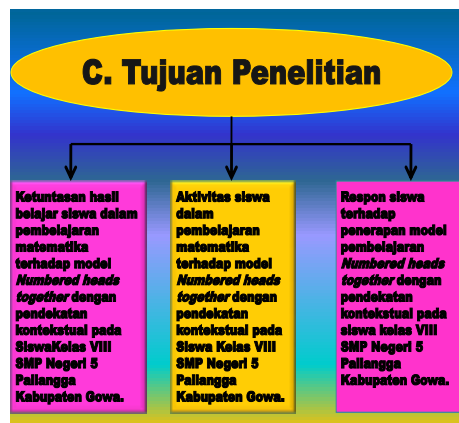 C. Tujuan Penelitian
Ketuntasan hasil
belajar siswa dalam
pembelajaran
matematika
terhadap model
Numbered heads
together dengan
pendekatan
kontekstual pada
SiswaKelas VIII
SMP Negeri 5
Pallangga
Kabupaten Gowa.
Aktivitas siswa
dalam
pembelajaran
matematika
terhadap model
Numbered heads
together dengan
pendekatan
kontekstual pada
Siswa Kelas VIII
SMP Negeri 5
Pallangga
Kabupaten Gowa.
Respon siswa
terhadap
penerapan model
pembelajaran
Numbered heads
together dengan
pendekatan
kontekstual pada
siswa kelas VIII
SMP Negeri 5
Pallangga
Kabupaten Gowa.